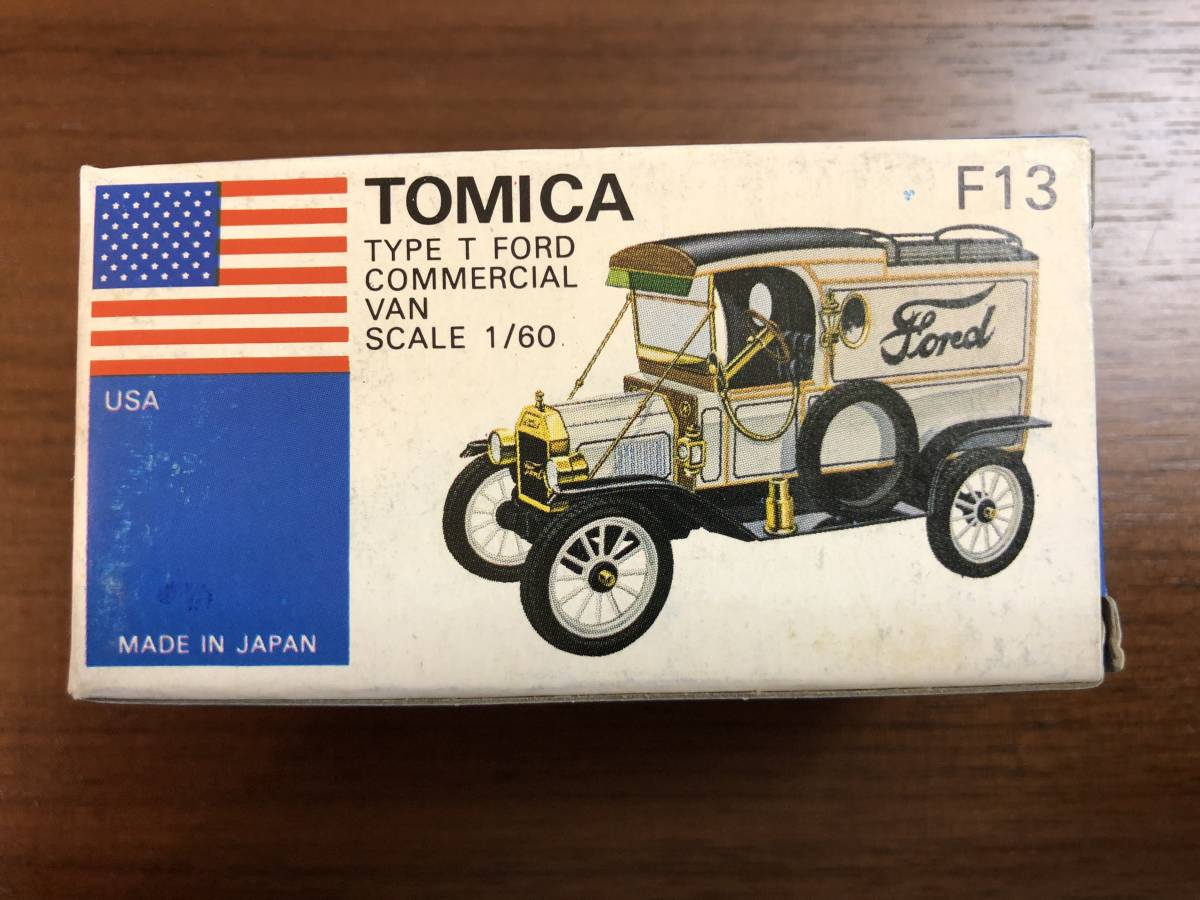 TOMICA
F13
TYPE T FORD
COMMERCIAL
VAN
SCALE 1/60
Ford
USA
MADE IN JAPAN